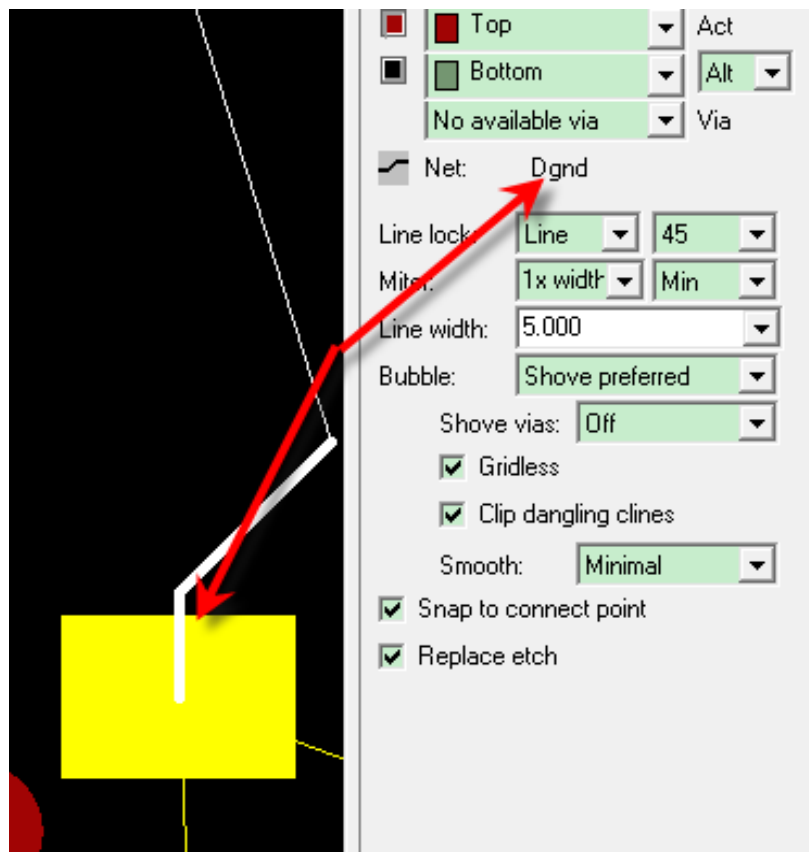 Top Act
Bottom Alt
No available via Via
Net: Dgnd
Line lock: Line 45
Miter: 1x width Min
Line width: 5.000
Bubble: Shove preferred
Shove vias: Off
Gridless
Clip dangling clines
Smooth: Minimal
Snap to connect point
Replace etch